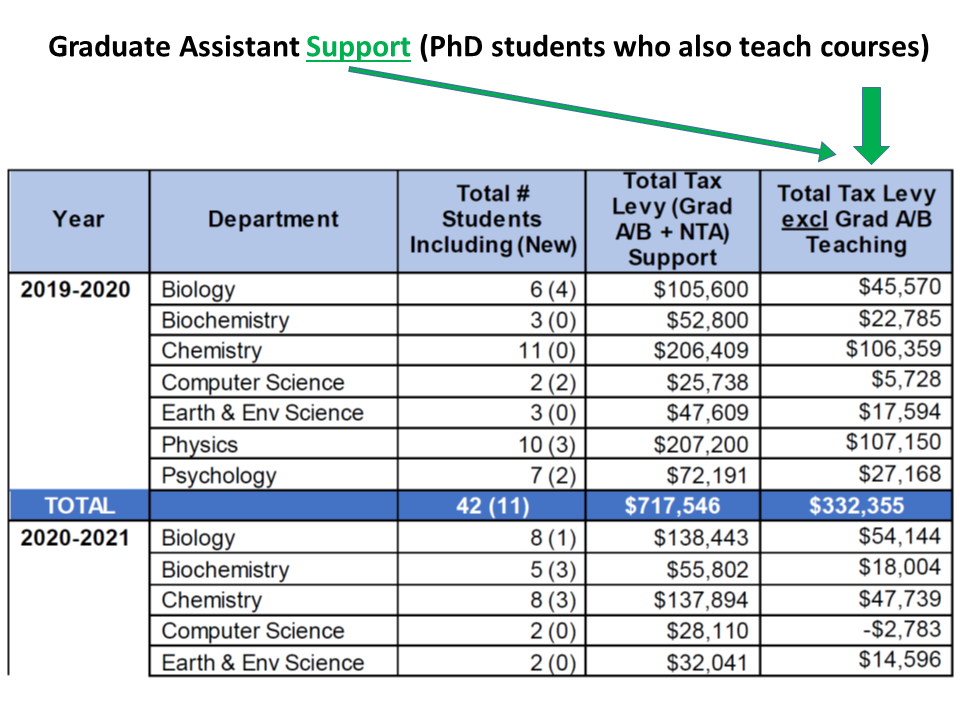 Graduate Assistant Support (PhD students who also teach courses)
Year Department Total # Students Including (New) Total Tax Levy (Grad A/B + NTA) Support Total Tax Levy excl Grad A/B Teaching
2019-2020 Biology 6 (4) $105,600 $45,570
Biochemistry 3 (0) $52,800 $22,785
Chemistry 11 (0) $206,409 $106,359
Computer Science 2 (2) $25,738 $5,728
Earth & Env Science 3 (0) $47,609 $17,594
Physics 10 (3) $207,200 $107,150
Psychology 7 (2) $72,191 $27,168
TOTAL 42 (11) $717,546 $332,355
2020-2021 Biology 8 (1) $138,443 $54,144
Biochemistry 5 (3) $55,802 $18,004
Chemistry 8 (3) $137,894 $47,739
Computer Science 2 (0) $28,110 -$2,783
Earth & Env Science 2 (0) $32,041 $14,596